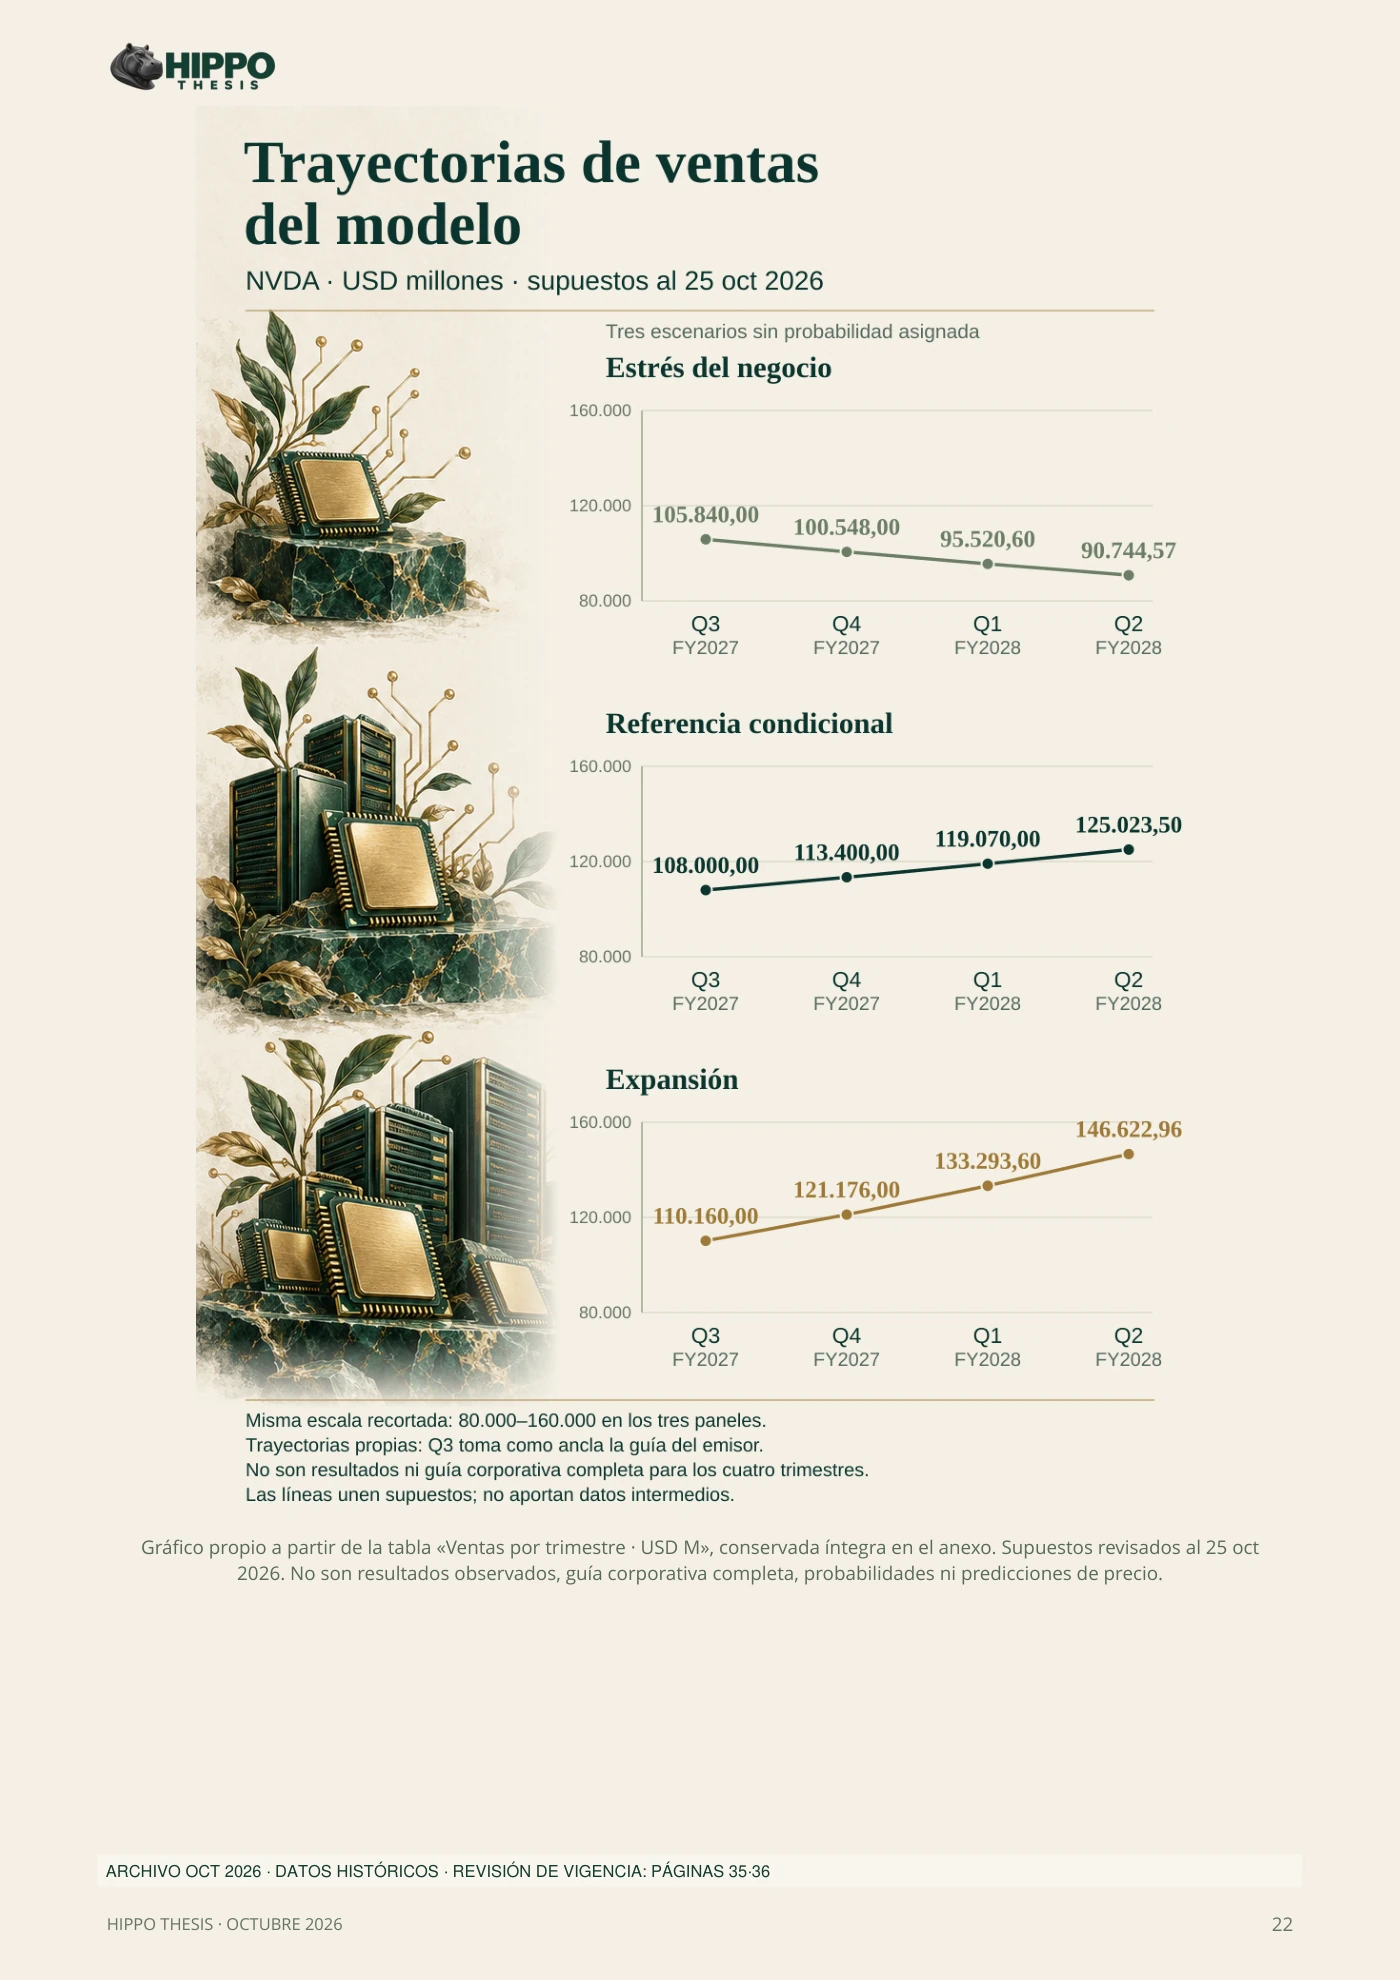 HIPPO
THESIS
Trayectorias de ventas
del modelo
NVDA · USD millones · supuestos al 25 oct 2026
Tres escenarios sin probabilidad asignada
Estrés del negocio
160.000
120.000
80.000
105.840,00
100.548,00
95.520,60
90.744,57
Q3 Q4 Q1 Q2
FY2027 FY2027 FY2028 FY2028
Referencia condicional
160.000
120.000
80.000
108.000,00
113.400,00
119.070,00
125.023,50
Q3 Q4 Q1 Q2
FY2027 FY2027 FY2028 FY2028
Expansión
160.000
120.000
80.000
110.160,00
121.176,00
133.293,60
146.622,96
Q3 Q4 Q1 Q2
FY2027 FY2027 FY2028 FY2028
Misma escala recortada: 80.000–160.000 en los tres paneles.
Trayectorias propias: Q3 toma como ancla la guía del emisor.
No son resultados ni guía corporativa completa para los cuatro trimestres.
Las líneas unen supuestos; no aportan datos intermedios.
Gráfico propio a partir de la tabla «Ventas por trimestre · USD M», conservada íntegra en el anexo. Supuestos revisados al 25 oct
2026. No son resultados observados, guía corporativa completa, probabilidades ni predicciones de precio.
ARCHIVO OCT 2026 · DATOS HISTÓRICOS · REVISIÓN DE VIGENCIA: PÁGINAS 35·36
HIPPO THESIS · OCTUBRE 2026
22